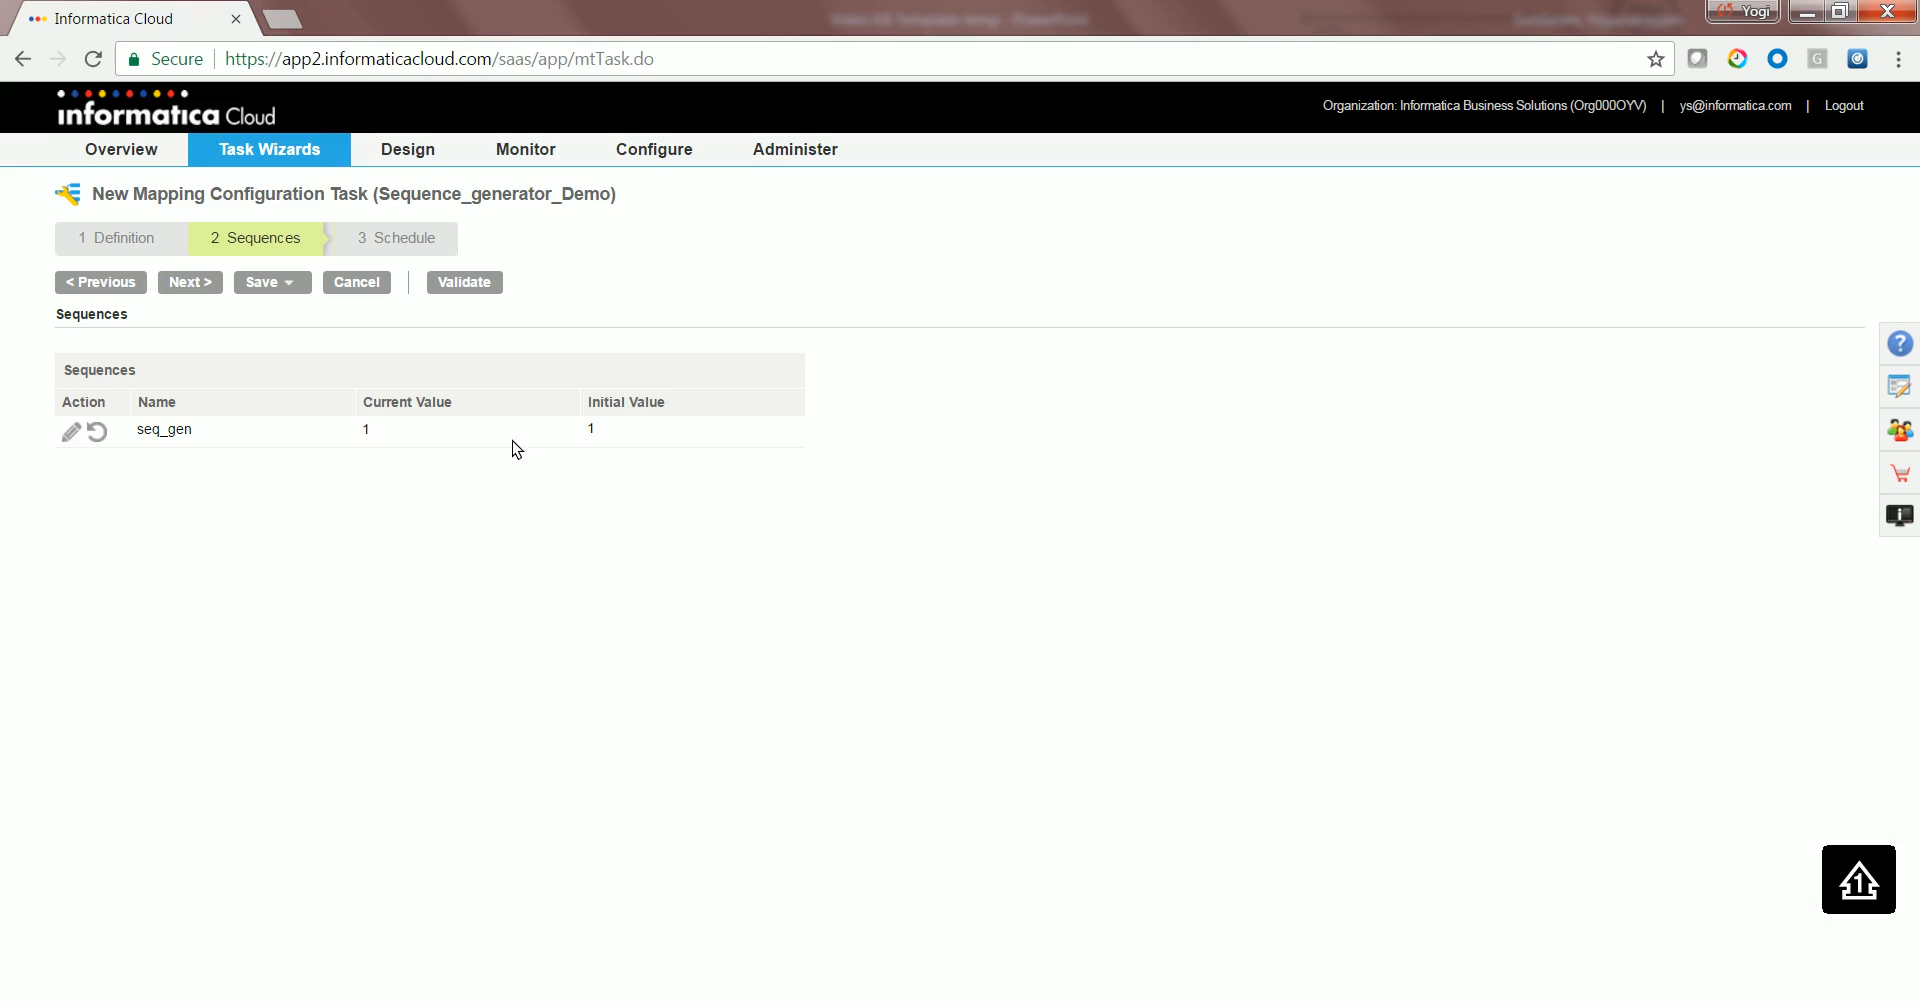 Informatica Cloud
Yogi
Secure https://app2.informaticacloud.com/saas/app/mtTask.do
informatica Cloud
Organization: Informatica Business Solutions (Org000OYV) | ys@informatica.com | Logout
Overview Task Wizards Design Monitor Configure Administer
New Mapping Configuration Task (Sequence_generator_Demo)
1 Definition 2 Sequences 3 Schedule
< Previous Next > Save Cancel Validate
Sequences
Sequences
Action Name Current Value Initial Value
seq_gen 1 1